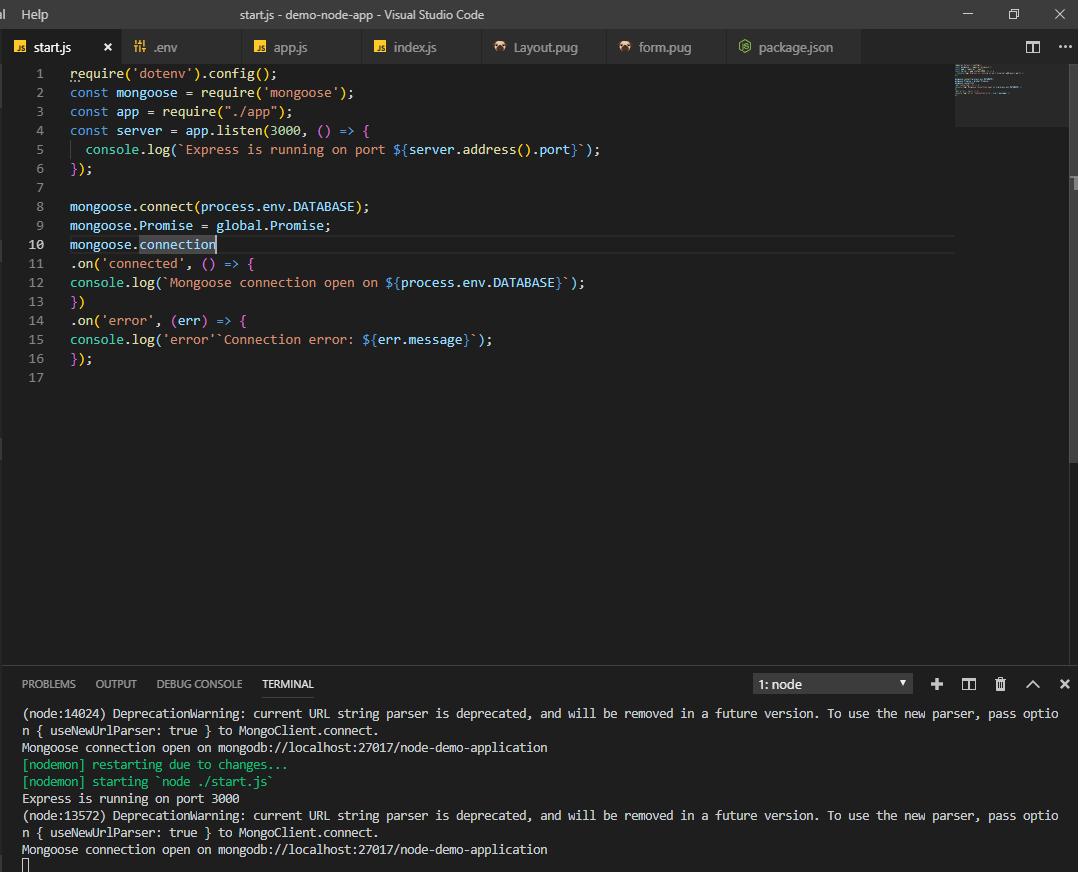 Help
start.js - demo-node-app - Visual Studio Code
start.js .env app.js index.js Layout.pug form.pug package.json
1 require('dotenv').config();
2 const mongoose = require('mongoose');
3 const app = require("./app");
4 const server = app.listen(3000, () => {
5 console.log(`Express is running on port ${server.address().port}`);
6 });
7
8 mongoose.connect(process.env.DATABASE);
9 mongoose.Promise = global.Promise;
10 mongoose.connection
11 .on('connected', () => {
12 console.log(`Mongoose connection open on ${process.env.DATABASE}`);
13 })
14 .on('error', (err) => {
15 console.log('error'`Connection error: ${err.message}`);
16 });
17
PROBLEMS OUTPUT DEBUG CONSOLE TERMINAL 1: node
(node:14024) DeprecationWarning: current URL string parser is deprecated, and will be removed in a future version. To use the new parser, pass optio
n { useNewUrlParser: true } to MongoClient.connect.
Mongoose connection open on mongodb://localhost:27017/node-demo-application
[nodemon] restarting due to changes...
[nodemon] starting `node ./start.js`
Express is running on port 3000
(node:13572) DeprecationWarning: current URL string parser is deprecated, and will be removed in a future version. To use the new parser, pass optio
n { useNewUrlParser: true } to MongoClient.connect.
Mongoose connection open on mongodb://localhost:27017/node-demo-application